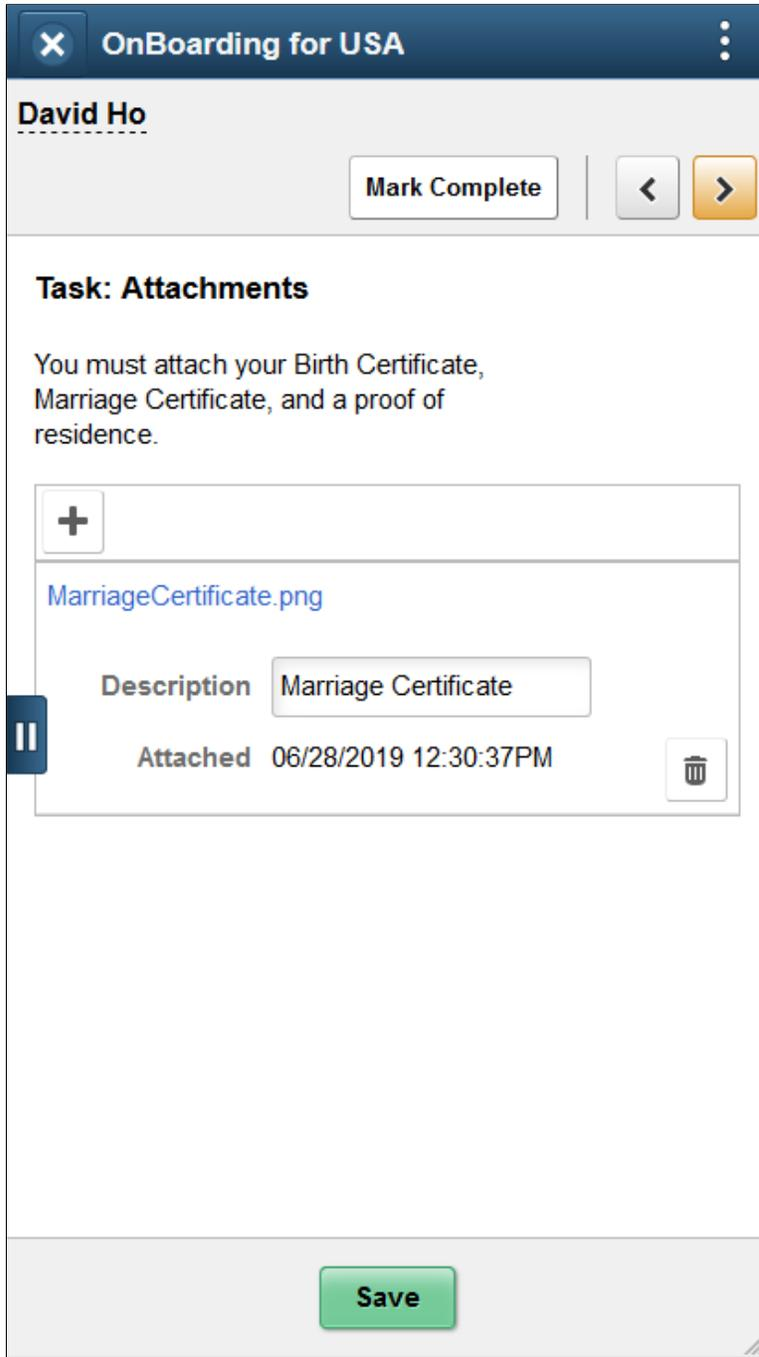 OnBoarding for USA
David Ho
Mark Complete
Task: Attachments
You must attach your Birth Certificate,
Marriage Certificate, and a proof of
residence.
MarriageCertificate.png
Description Marriage Certificate
Attached 06/28/2019 12:30:37PM
Save